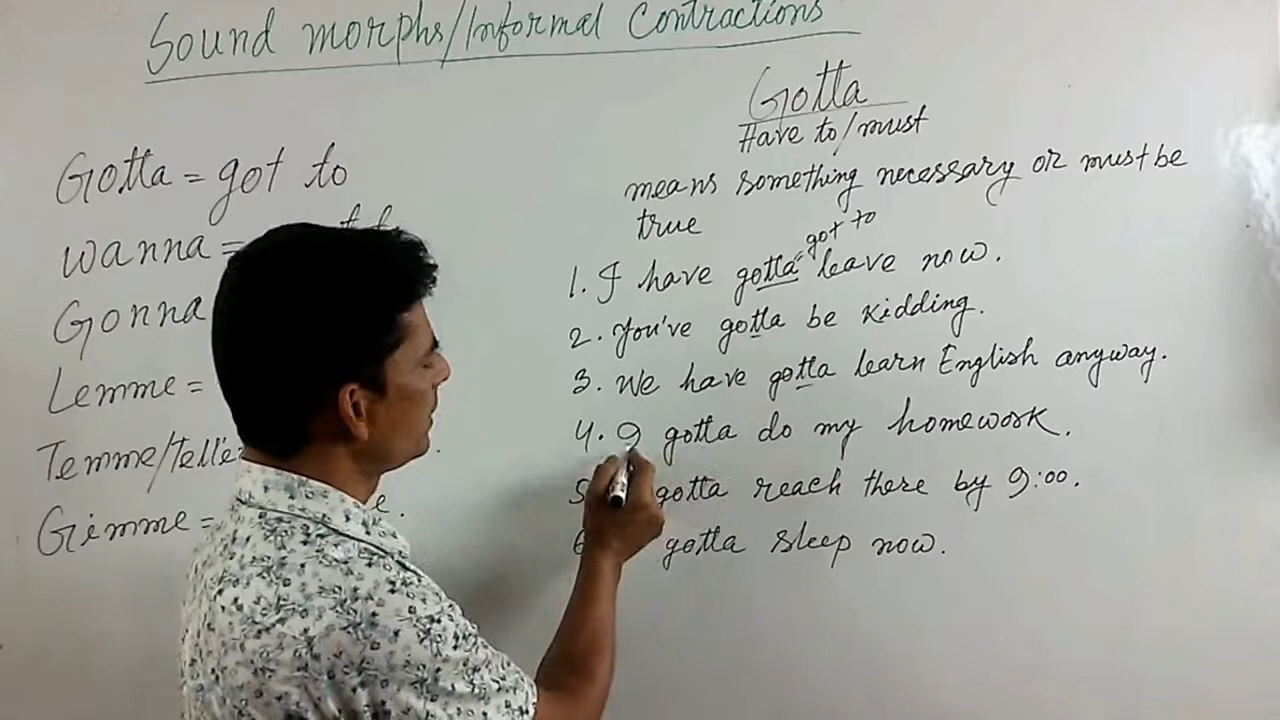 Sound morphs/Informal Contractions
Gotta = got to
wanna =
Gonna
Lemme =
Temme/Tell'e
Gimme = e.
Gotta
Have to/must
means something necessary or must be
true
got to
1. I have gotta leave now.
2. You've gotta be kidding.
3. We have gotta learn English anyway.
4. I gotta do my homework.
5 gotta reach there by 9:00.
6 gotta sleep now.